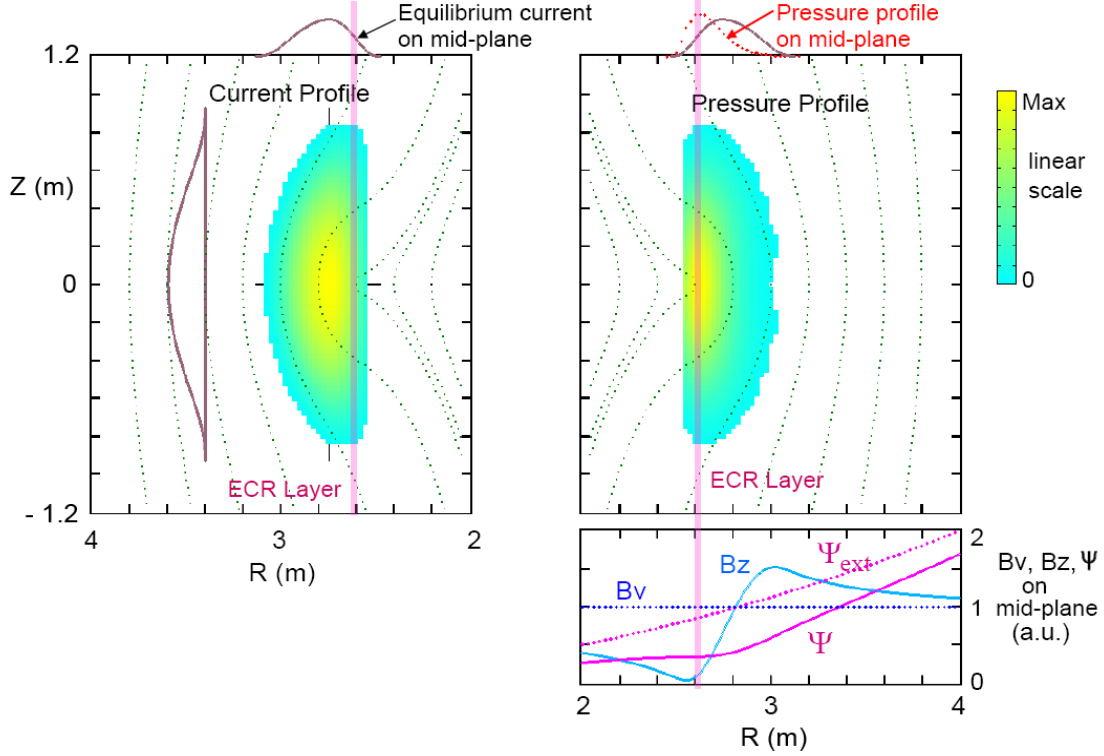 Equilibrium current
on mid-plane
Pressure profile
on mid-plane
1.2
Current Profile
Z (m)
0
ECR Layer
- 1.2
4
3
2
R (m)
1.2
Pressure Profile
ECR Layer
Max
linear
scale
0
Ψext
Bv
Bz
Ψ
2
1
0
Bv, Bz, Ψ
on
mid-plane
(a.u.)
2
3
4
R (m)